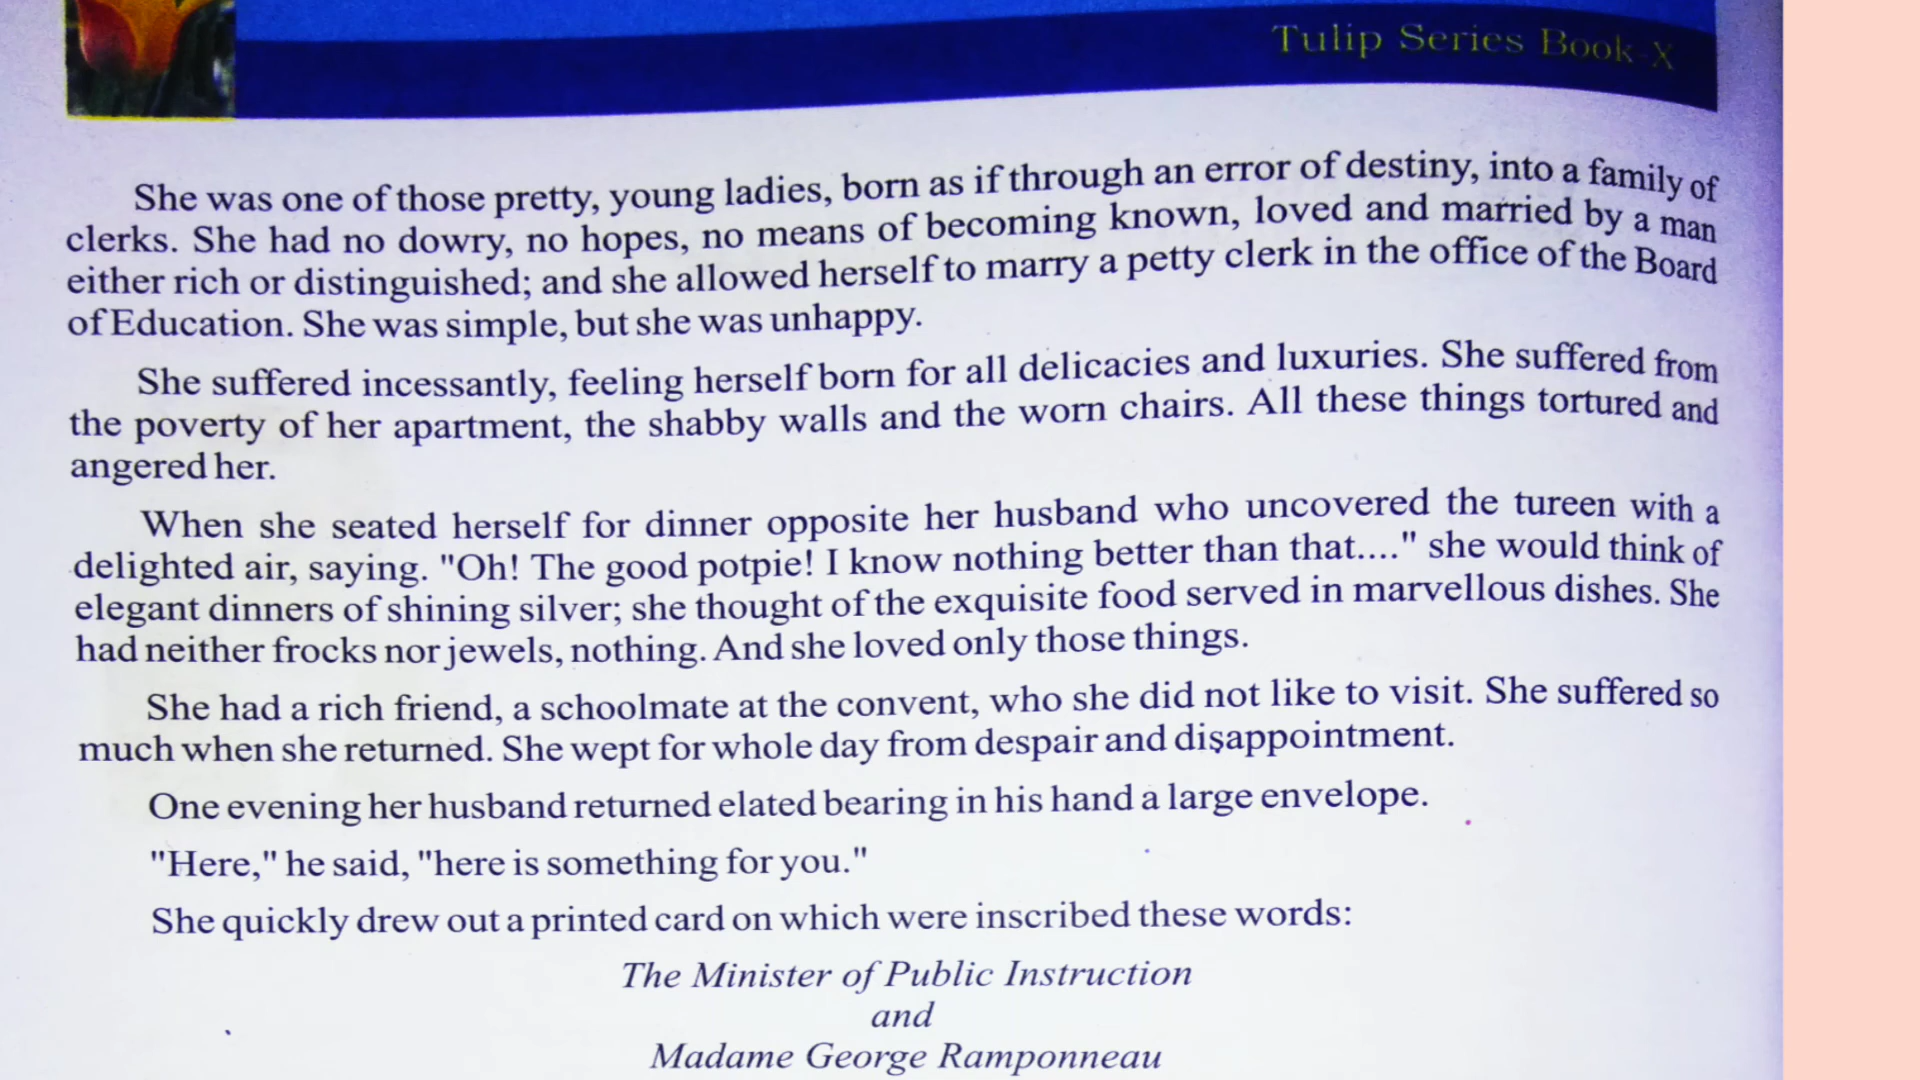 Tulip Series Book-X
She was one of those pretty, young ladies, born as if through an error of destiny, into a family of
clerks. She had no dowry, no hopes, no means of becoming known, loved and married by a man
either rich or distinguished; and she allowed herself to marry a petty clerk in the office of the Board
of Education. She was simple, but she was unhappy.
She suffered incessantly, feeling herself born for all delicacies and luxuries. She suffered from
the poverty of her apartment, the shabby walls and the worn chairs. All these things tortured and
angered her.
When she seated herself for dinner opposite her husband who uncovered the tureen with a
delighted air, saying. "Oh! The good potpie! I know nothing better than that...." she would think of
elegant dinners of shining silver; she thought of the exquisite food served in marvellous dishes. She
had neither frocks nor jewels, nothing. And she loved only those things.
She had a rich friend, a schoolmate at the convent, who she did not like to visit. She suffered so
much when she returned. She wept for whole day from despair and disappointment.
One evening her husband returned elated bearing in his hand a large envelope.
"Here," he said, "here is something for you."
She quickly drew out a printed card on which were inscribed these words:
The Minister of Public Instruction
and
Madame George Ramponneau